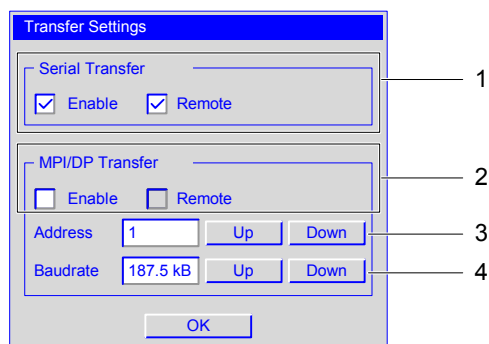 Transfer Settings
Serial Transfer
1
Enable Remote
MPI/DP Transfer
2
Enable Remote
Address 1 Up Down 3
Baudrate 187.5 kB Up Down 4
OK